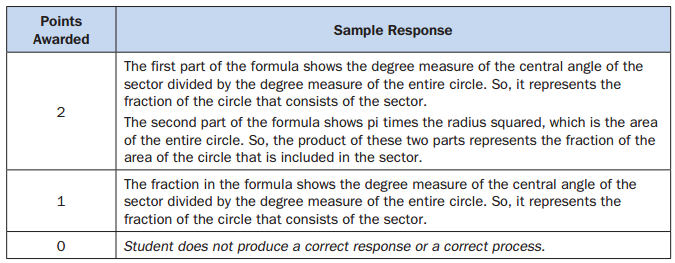 Points
Awarded
Sample Response
2
The first part of the formula shows the degree measure of the central angle of the
sector divided by the degree measure of the entire circle. So, it represents the
fraction of the circle that consists of the sector.
The second part of the formula shows pi times the radius squared, which is the area
of the entire circle. So, the product of these two parts represents the fraction of the
area of the circle that is included in the sector.
1
The fraction in the formula shows the degree measure of the central angle of the
sector divided by the degree measure of the entire circle. So, it represents the
fraction of the circle that consists of the sector.
0
Student does not produce a correct response or a correct process.